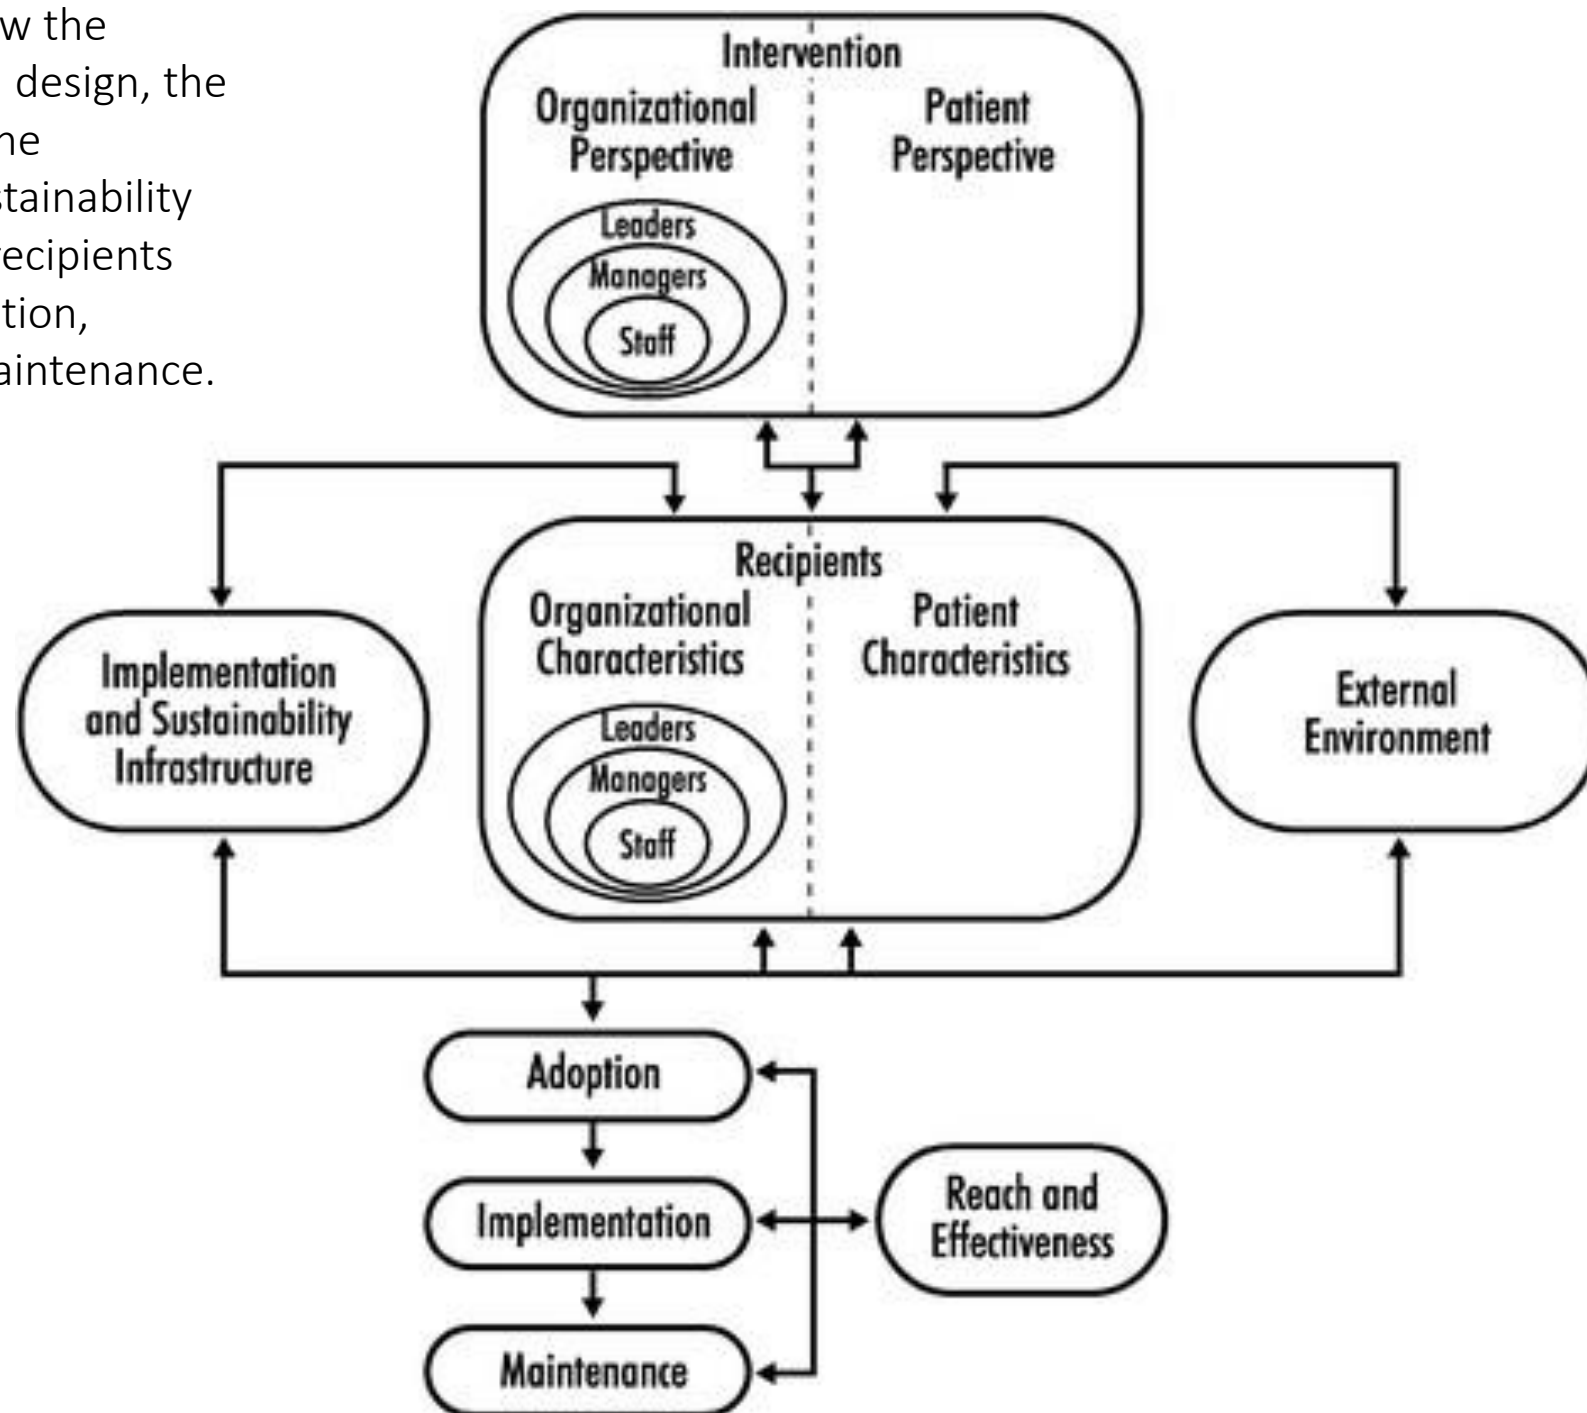 w the
design, the
ne
stainability
recipients
tion,
aintenance.
Intervention
Organizational
Perspective
Patient
Perspective
Leaders
Managers
Staff
Recipients
Organizational
Characteristics
Patient
Characteristics
Leaders
Managers
Staff
Implementation
and Sustainability
Infrastructure
External
Environment
Adoption
Implementation
Maintenance
Reach and
Effectiveness